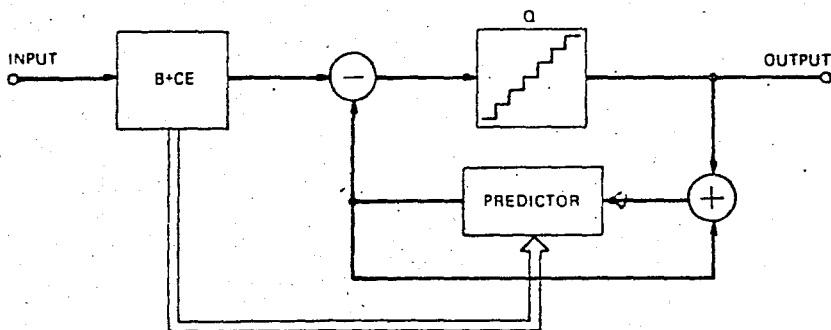 Q
INPUT
OUTPUT
B+CE
−
PREDICTOR
+